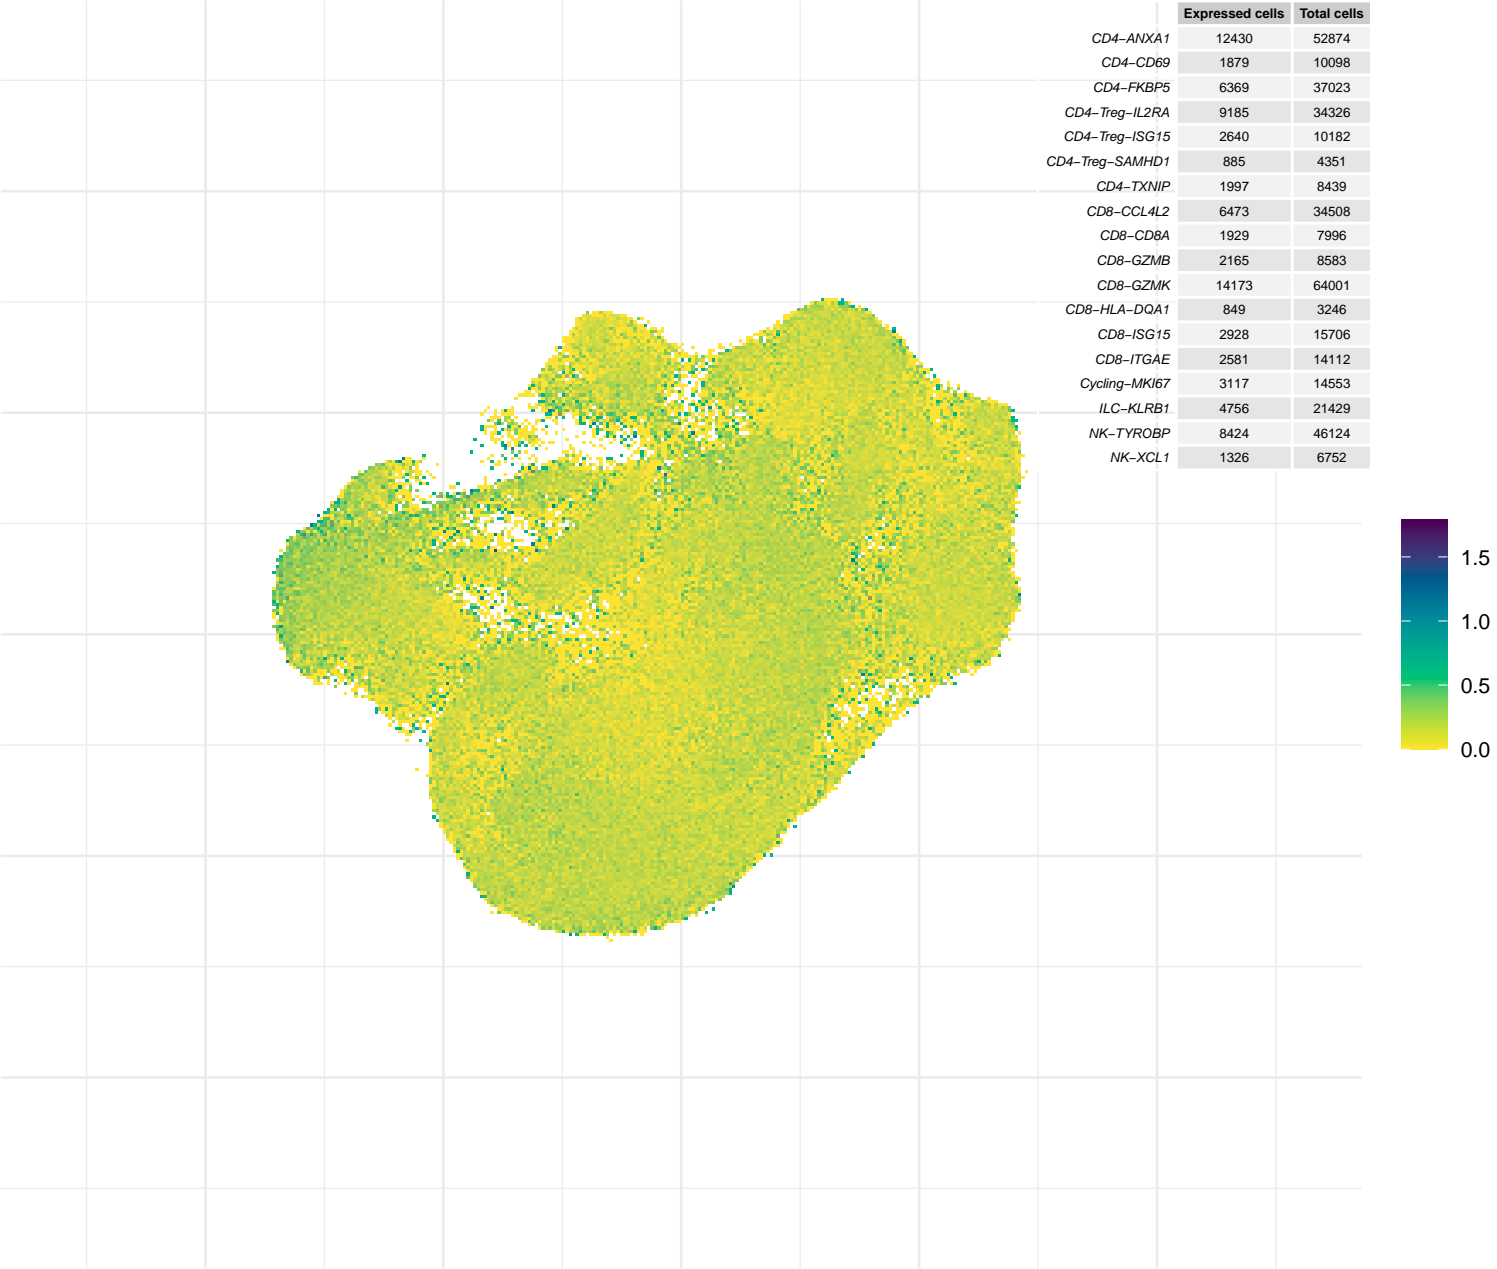 Expressed cells Total cells
CD4−ANXA1 12430 52874
CD4−CD69 1879 10098
CD4−FKBP5 6369 37023
CD4−Treg−IL2RA 9185 34326
CD4−Treg−ISG15 2640 10182
CD4−Treg−SAMHD1 885 4351
CD4−TXNIP 1997 8439
CD8−CCL4L2 6473 34508
CD8−CD8A 1929 7996
CD8−GZMB 2165 8583
CD8−GZMK 14173 64001
CD8−HLA−DQA1 849 3246
CD8−ISG15 2928 15706
CD8−ITGAE 2581 14112
Cycling−MKI67 3117 14553
ILC−KLRB1 4756 21429
NK−TYROBP 8424 46124
NK−XCL1 1326 6752
1.5
1.0
0.5
0.0